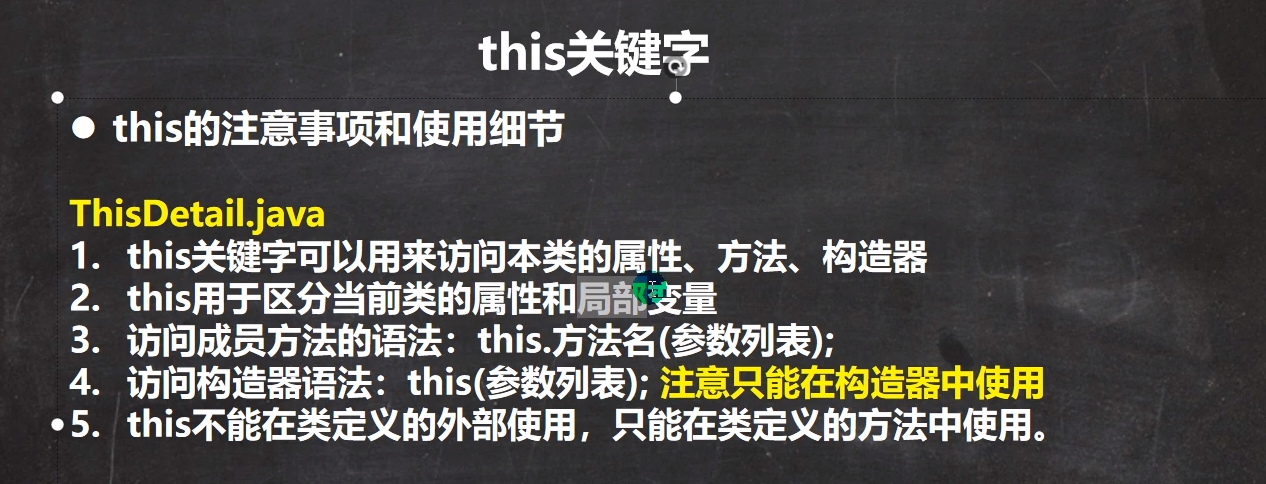 this关键字
● this的注意事项和使用细节
ThisDetail.java
1. this关键字可以用来访问本类的属性、方法、构造器
2. this用于区分当前类的属性和局部变量
3. 访问成员方法的语法：this.方法名(参数列表);
4. 访问构造器语法：this(参数列表); 注意只能在构造器中使用
5. this不能在类定义的外部使用，只能在类定义的方法中使用。